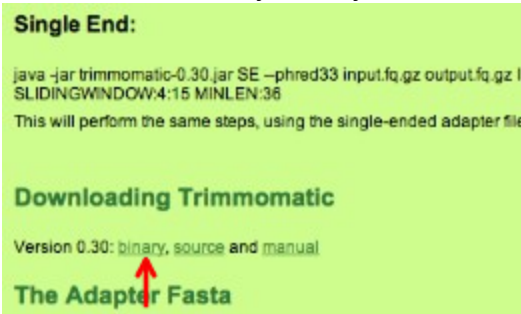 Single End:
java -jar trimmomatic-0.30.jar SE --phred33 input.fq.gz output.fq.gz
SLIDINGWINDOW:4:15 MINLEN:36
This will perform the same steps, using the single-ended adapter file
Downloading Trimmomatic
Version 0.30: binary, source and manual
The Adapter Fasta